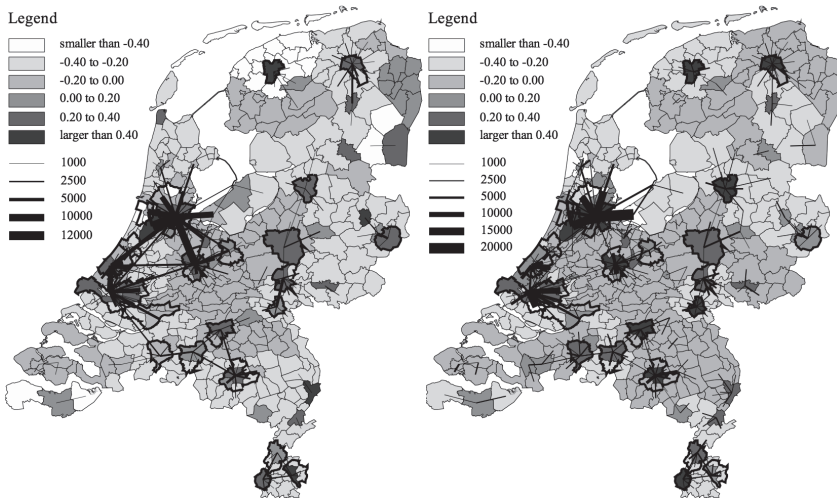 Legend
smaller than -0.40
-0.40 to -0.20
-0.20 to 0.00
0.00 to 0.20
0.20 to 0.40
larger than 0.40
1000
2500
5000
10000
12000
Legend
smaller than -0.40
-0.40 to -0.20
-0.20 to 0.00
0.00 to 0.20
0.20 to 0.40
larger than 0.40
1000
2500
5000
10000
15000
20000